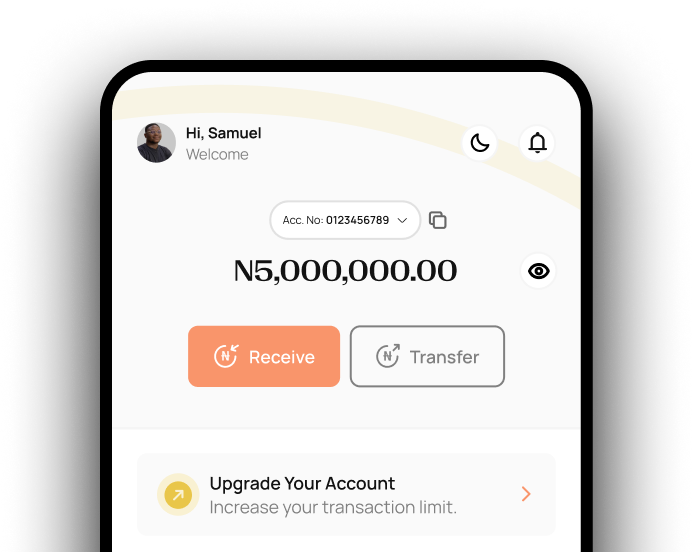 Hi, Samuel
Welcome
Acc. No: 0123456789
N5,000,000.00
N Receive
N Transfer
Upgrade Your Account
Increase your transaction limit.